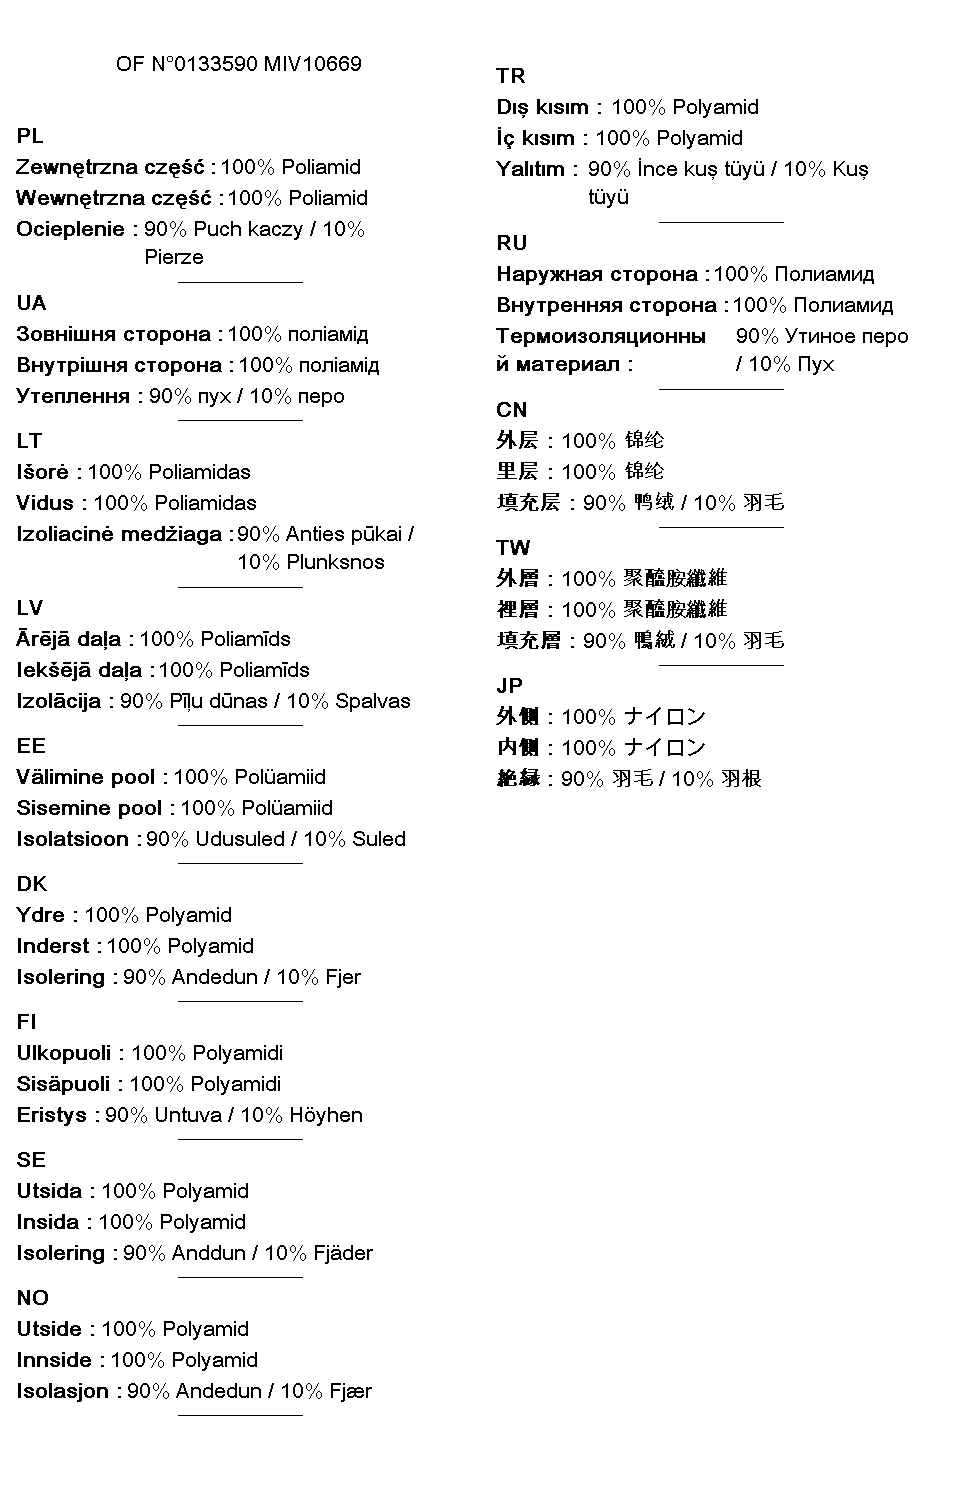 OF N°0133590 MIV10669
PL
Zewnętrzna część : 100% Poliamid
Wewnętrzna część : 100% Poliamid
Ocieplenie : 90% Puch kaczy / 10%
Pierze
UA
Зовнішня сторона : 100% поліамід
Внутрішня сторона : 100% поліамід
Утеплення : 90% пух / 10% перо
LT
Išorė : 100% Poliamidas
Vidus : 100% Poliamidas
Izoliacinė medžiaga : 90% Anties pūkai /
10% Plunksnos
LV
Ārējā daļa : 100% Poliamīds
Iekšējā daļa : 100% Poliamīds
Izolācija : 90% Pīļu dūnas / 10% Spalvas
EE
Välimine pool : 100% Polüamiid
Sisemine pool : 100% Polüamiid
Isolatsioon : 90% Udusuled / 10% Suled
DK
Ydre : 100% Polyamid
Inderst : 100% Polyamid
Isolering : 90% Andedun / 10% Fjer
FI
Ulkopuoli : 100% Polyamidi
Sisäpuoli : 100% Polyamidi
Eristys : 90% Untuva / 10% Höyhen
SE
Utsida : 100% Polyamid
Insida : 100% Polyamid
Isolering : 90% Anddun / 10% Fjäder
NO
Utside : 100% Polyamid
Innside : 100% Polyamid
Isolasjon : 90% Andedun / 10% Fjær
TR
Dış kısım : 100% Polyamid
İç kısım : 100% Polyamid
Yalıtım : 90% İnce kuş tüyü / 10% Kuş
tüyü
RU
Наружная сторона : 100% Полиамид
Внутренняя сторона : 100% Полиамид
Термоизоляционны 90% Утиное перо
й материал : / 10% Пух
CN
外层 : 100% 锦纶
里层 : 100% 锦纶
填充层 : 90% 鸭绒 / 10% 羽毛
TW
外層 : 100% 聚醯胺纖維
裡層 : 100% 聚醯胺纖維
填充層 : 90% 鴨絨 / 10% 羽毛
JP
外側 : 100% ナイロン
内側 : 100% ナイロン
絶縁 : 90% 羽毛 / 10% 羽根